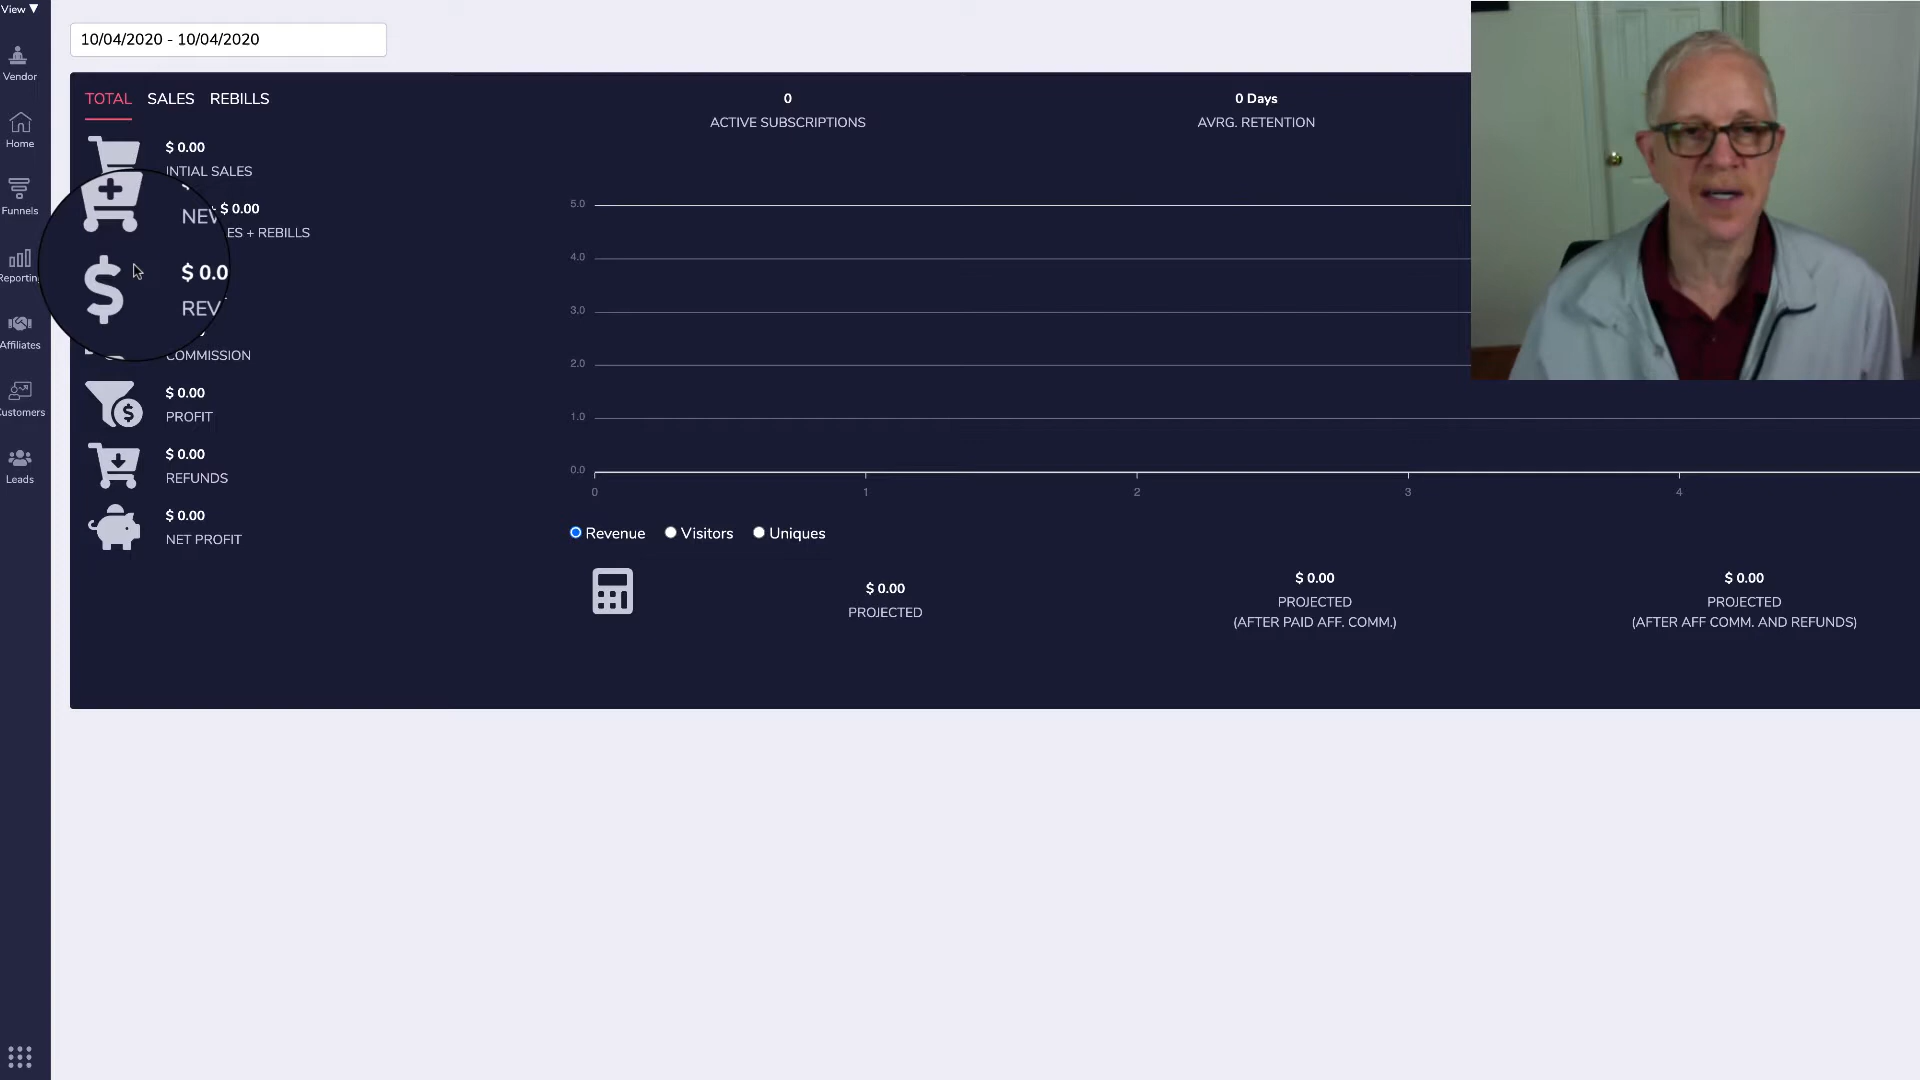 View ▼
Vendor
Home
Funnels
Reporting
Affiliates
Customers
Leads
10/04/2020 - 10/04/2020
TOTAL SALES REBILLS
$ 0.00
INTIAL SALES
$ 0.00
+ REBILLS
$ 0.0
COMMISSION
$ 0.00
PROFIT
$ 0.00
REFUNDS
$ 0.00
NET PROFIT
0
ACTIVE SUBSCRIPTIONS
0 Days
AVRG. RETENTION
5.0
4.0
3.0
2.0
1.0
0.0
0 1 2 3 4
Revenue Visitors Uniques
$ 0.00
PROJECTED
$ 0.00
PROJECTED
(AFTER PAID AFF. COMM.)
$ 0.00
PROJECTED
(AFTER AFF COMM. AND REFUNDS)